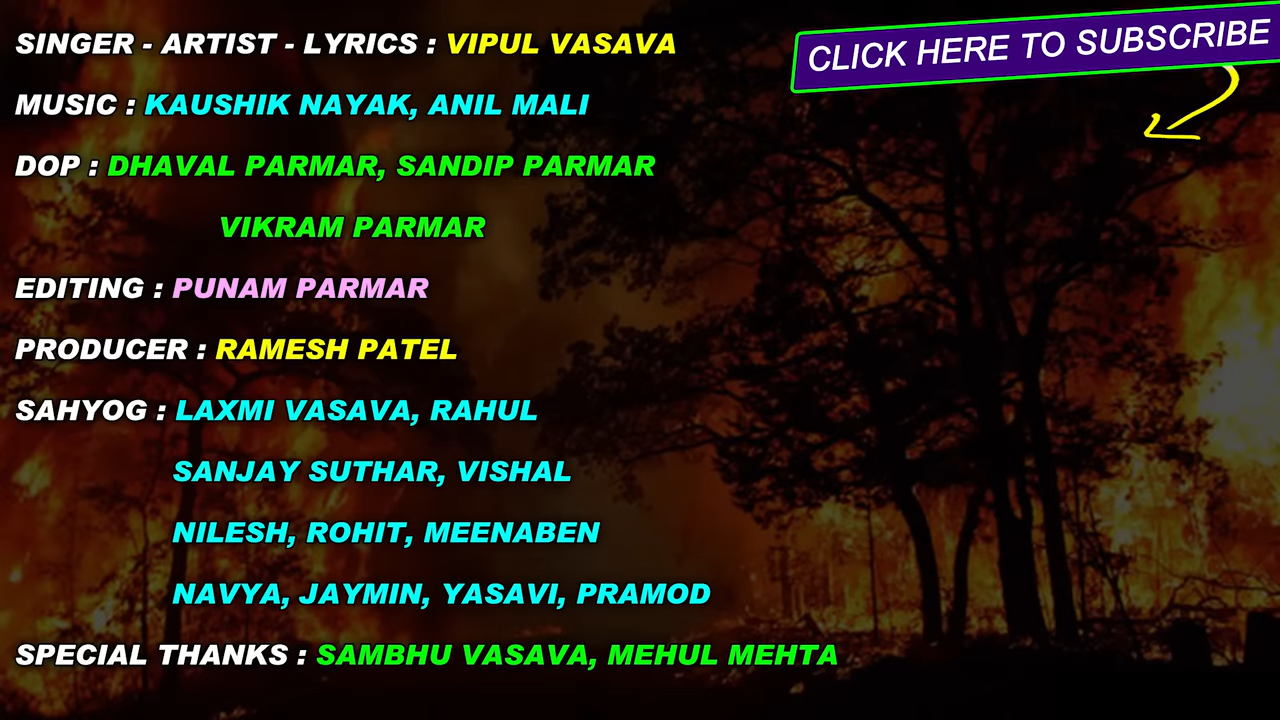 SINGER - ARTIST - LYRICS : VIPUL VASAVA
CLICK HERE TO SUBSCRIBE
MUSIC : KAUSHIK NAYAK, ANIL MALI
DOP : DHAVAL PARMAR, SANDIP PARMAR
VIKRAM PARMAR
EDITING : PUNAM PARMAR
PRODUCER : RAMESH PATEL
SAHYOG : LAXMI VASAVA, RAHUL
SANJAY SUTHAR, VISHAL
NILESH, ROHIT, MEENABEN
NAVYA, JAYMIN, YASAVI, PRAMOD
SPECIAL THANKS : SAMBHU VASAVA, MEHUL MEHTA